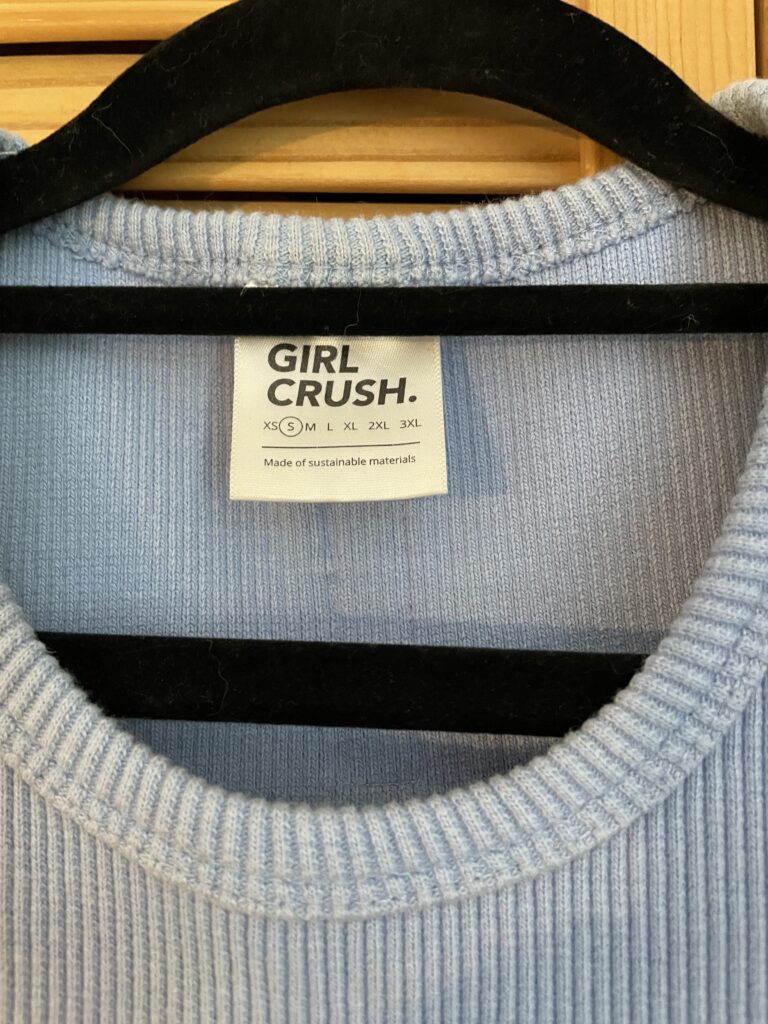 GIRL
CRUSH.
XS S M L XL 2XL 3XL
Made of sustainable materials